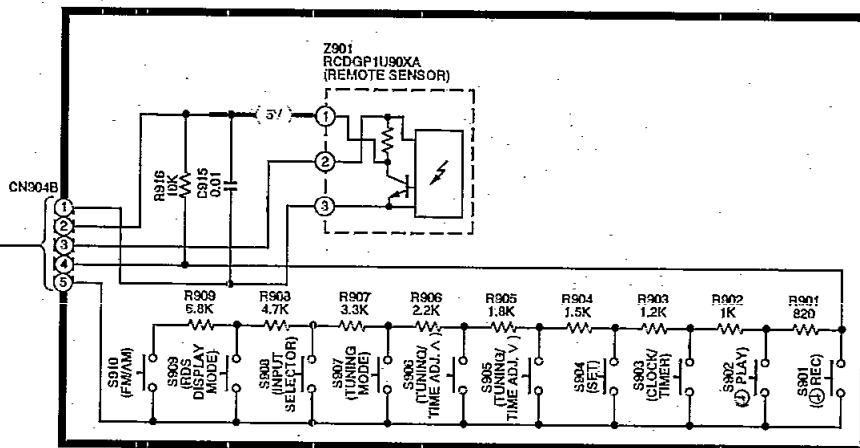 Z901
RCDGP1U90XA
(REMOTE SENSOR)
5V
1
2
3
CN904B
1
2
3
4
5
R916
10K
C915
0.01
R909
6.8K
R908
4.7K
R907
3.3K
R906
2.2K
R905
1.8K
R904
1.5K
R903
1.2K
R902
1K
R901
820
S910
(FM/AM)
S909
(RDS
DISPLAY
MODE)
S908
(INPUT
SELECTOR)
S907
(TUNING
MODE)
S906
(TUNING/
TIME ADJ. ∧)
S905
(TUNING/
TIME ADJ. ∨)
S904
(SET)
S903
(CLOCK/
TIMER)
S902
PLAY)
S901
REC)